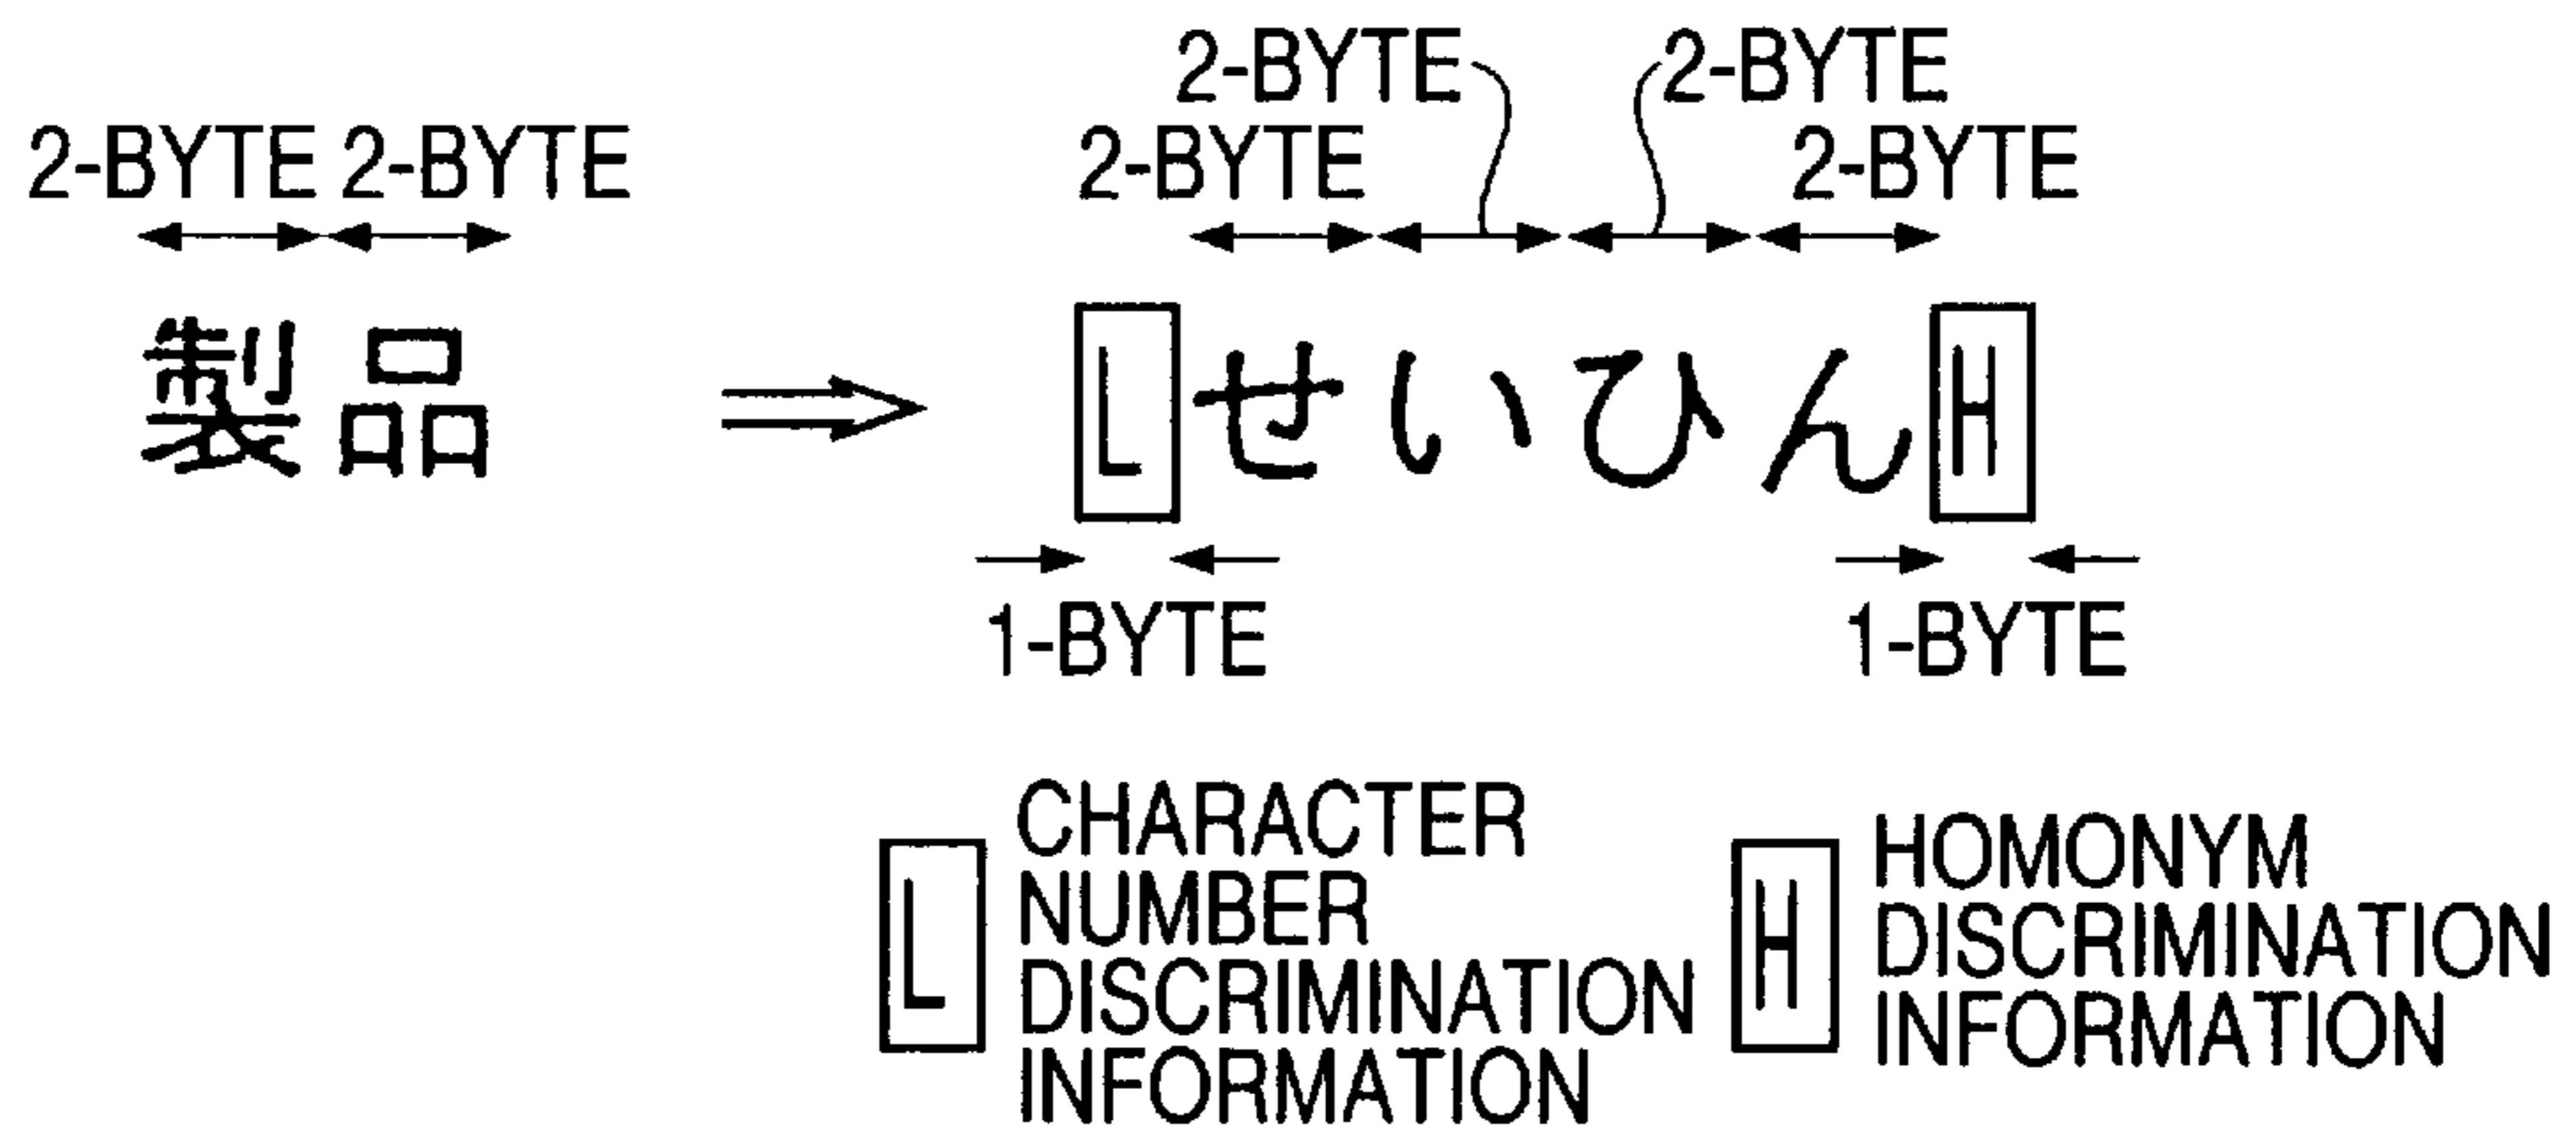 2-BYTE 2-BYTE
2-BYTE 2-BYTE
2-BYTE 2-BYTE
製品 ⇒ L せいひん H
1-BYTE 1-BYTE
L CHARACTER
NUMBER
DISCRIMINATION
INFORMATION
H HOMONYM
DISCRIMINATION
INFORMATION